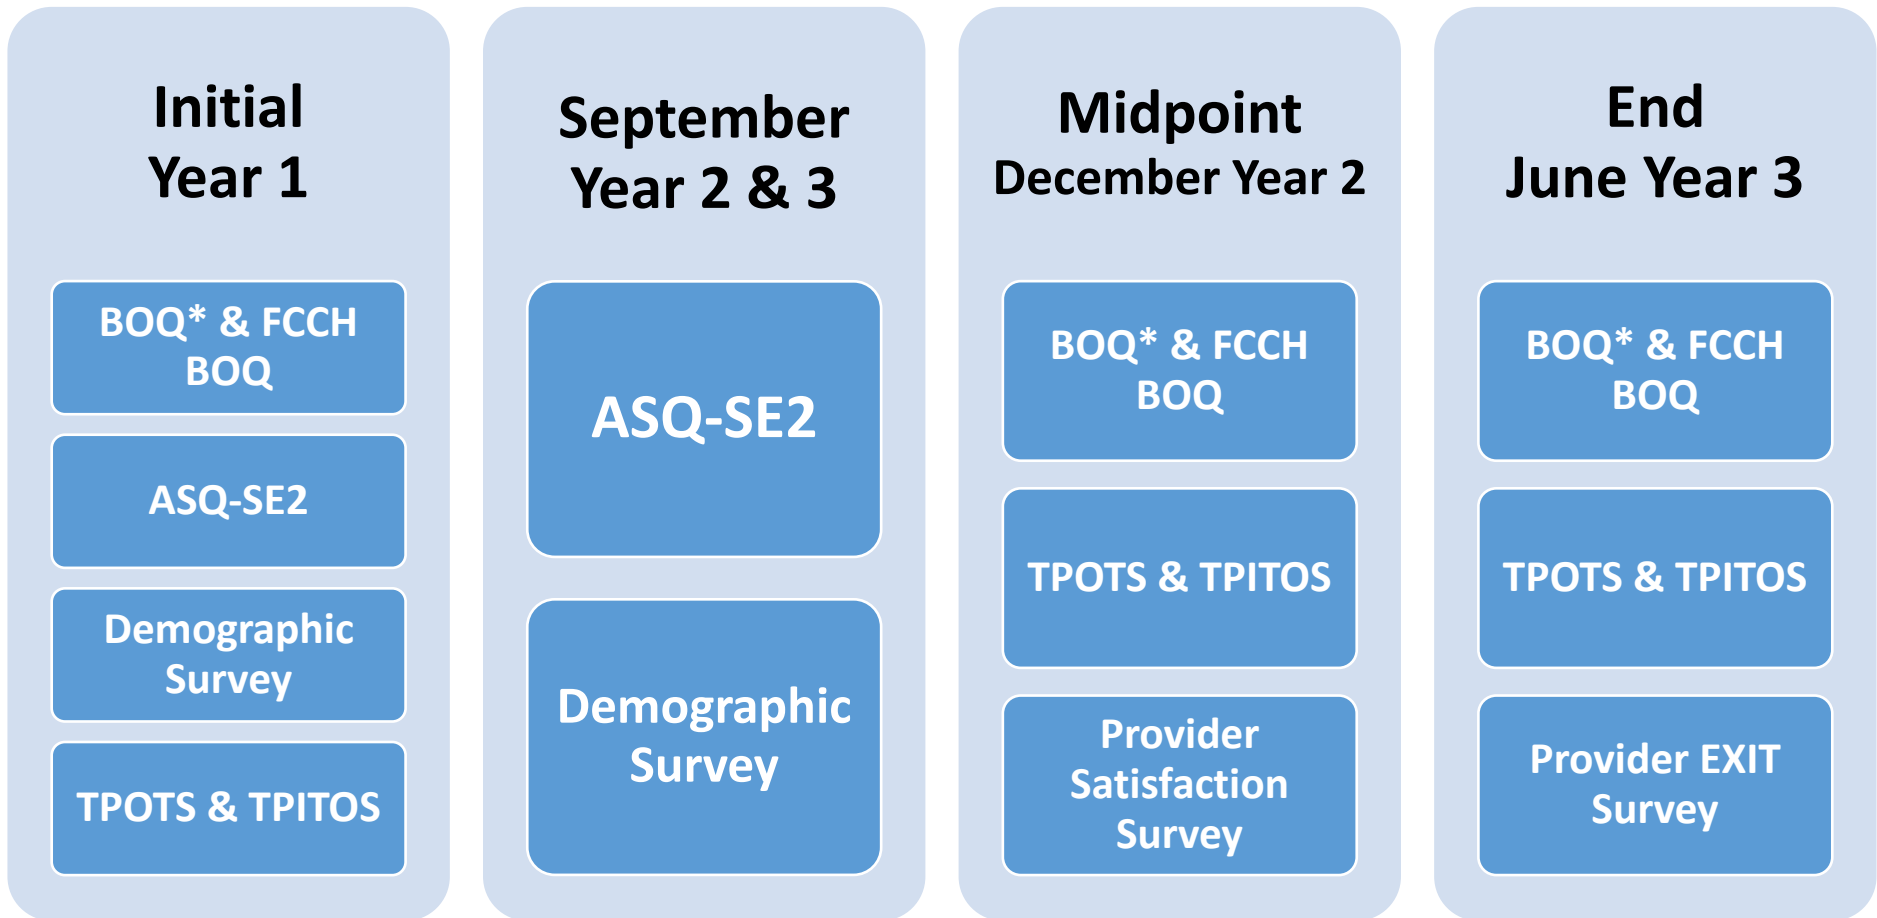 Initial
Year 1
BOQ* & FCCH
BOQ
ASQ-SE2
Demographic
Survey
TPOTS & TPITOS
September
Year 2 & 3
ASQ-SE2
Demographic
Survey
Midpoint
December Year 2
BOQ* & FCCH
BOQ
TPOTS & TPITOS
Provider
Satisfaction
Survey
End
June Year 3
BOQ* & FCCH
BOQ
TPOTS & TPITOS
Provider EXIT
Survey